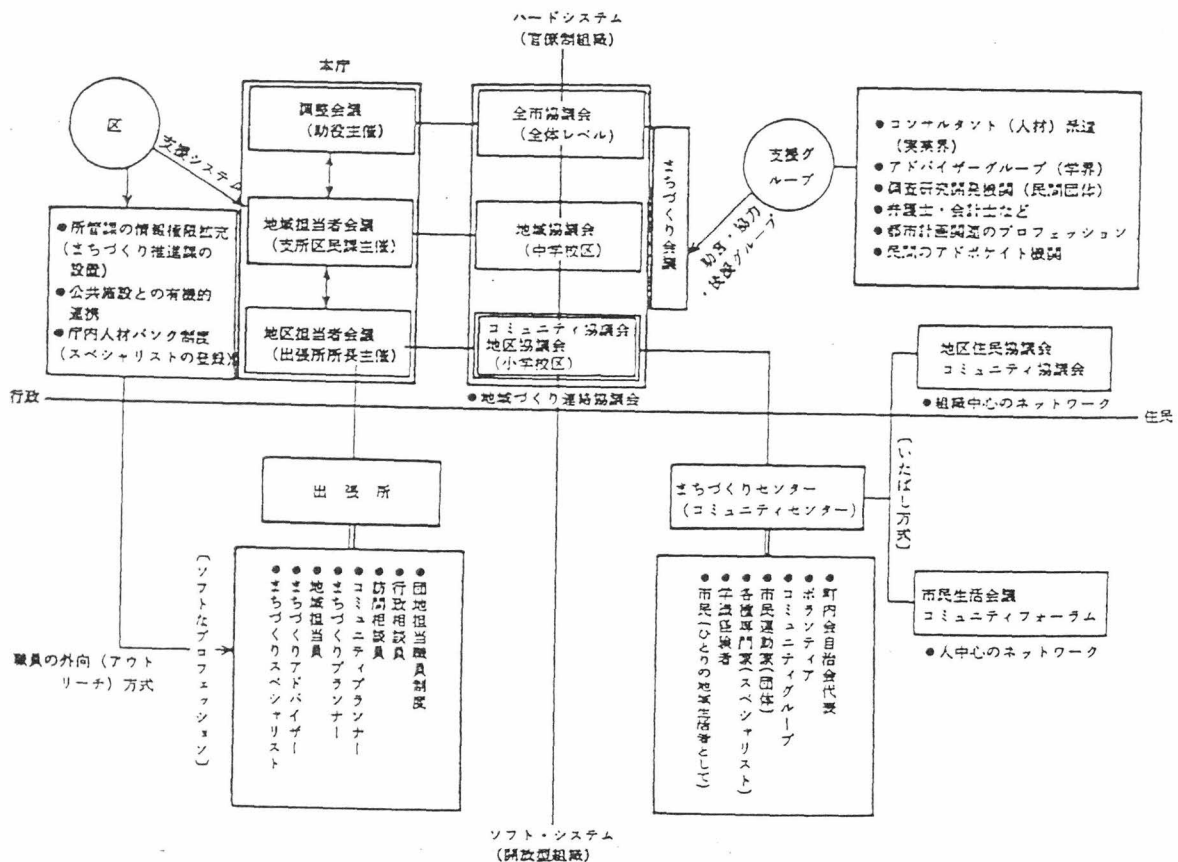 ハードシステム
(官僚制組織)
本庁
区
支援システム
調整会議
(助役主催)
地域担当者会議
(支所区民課主催)
地区担当者会議
(出張所所長主催)
全市協議会
(全体レベル)
地域協議会
(中学校区)
コミュニティ協議会
地区協議会
(小学校区)
●地域づくり連絡協議会
まちづくり会議
支援グ
ループ
助言・協力
・後援グループ
●コンサルタント(人材)派遣
(実業界)
●アドバイザーグループ(学界)
●調査研究開発機関(民間団体)
●弁護士・会計士など
●都市計画関連のプロフェッション
●民間のアドボケイト機関
●所管課の情報権限拡充
(まちづくり推進課の
設置)
●公共施設との有機的
連携
●庁内人材バンク制度
(スペシャリストの登録)
行政
住民
地区住民協議会
コミュニティ協議会
●組織中心のネットワーク
出張所
まちづくりセンター
(コミュニティセンター)
(いたばし方式)
市民生活会議
コミュニティフォーラム
●人中心のネットワーク
職員の外向(アウト
リーチ)方式
(ソフトなプロフェッション)
●団地担当職員制度
●行政相談員
●訪問相談員
●コミュニティプランナー
●まちづくりプランナー
●地域担当員
●まちづくりアドバイザー
●まちづくりスペシャリスト
●町内会自治会代表
●ボランティア
●コミュニティグループ
●市民運動家(団体)
●各種専門家(スペシャリスト)
●学識経験者
●市民(ひとりの地域生活者として)
ソフト・システム
(開放型組織)